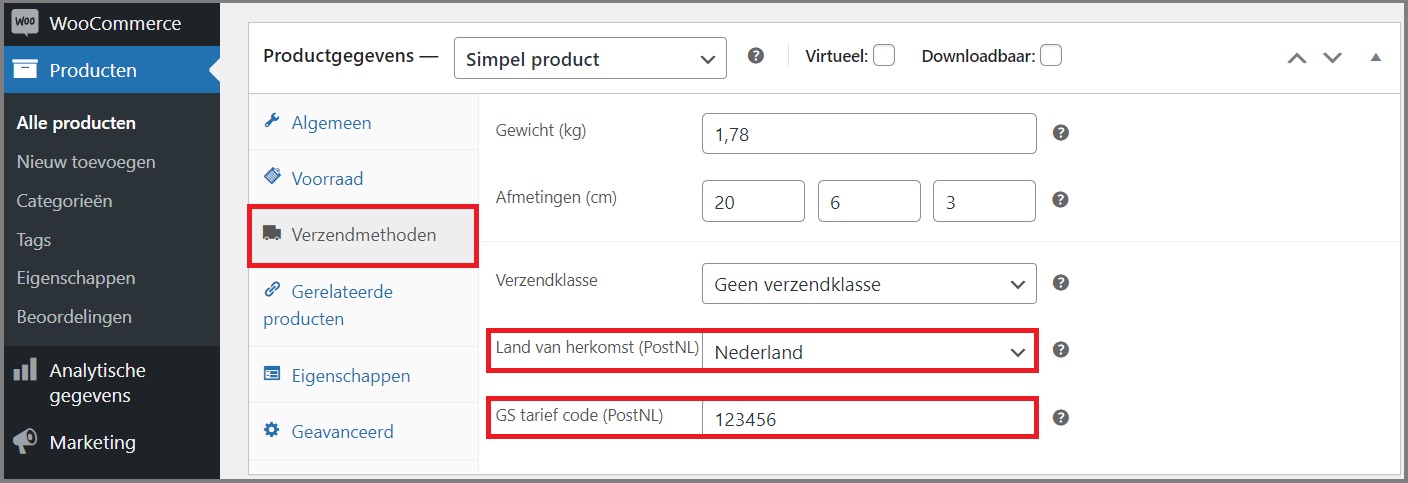 Woo WooCommerce
Producten
Alle producten
Nieuw toevoegen
Categorieën
Tags
Eigenschappen
Beoordelingen
Analytische
gegevens
Marketing
Productgegevens — Simpel product ? Virtueel: Downloadbaar:
Algemeen
Voorraad
Verzendmethoden
Gerelateerde
producten
Eigenschappen
Geavanceerd
Gewicht (kg) 1,78 ?
Afmetingen (cm) 20 6 3 ?
Verzendklasse Geen verzendklasse ?
Land van herkomst (PostNL) Nederland ?
GS tarief code (PostNL) 123456 ?